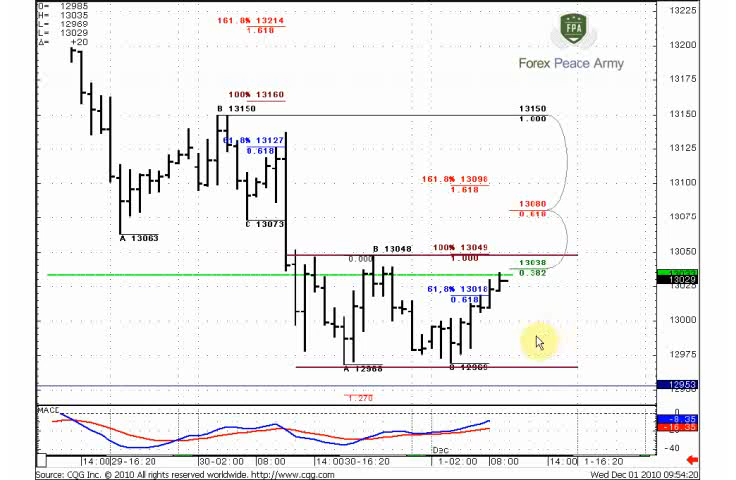 O= 12985
H= 13035
L= 12969
L= 13029
Δ= +20
161.8% 13214
1.618
FPA
Forex Peace Army
100% 13160
B 13150
13150
1.000
61.8% 13127
0.618
161.8% 13098
1.618
A 13063
C 13073
13080
0.618
B 13048
0.000
100% 13049
1.000
13038
0.382
61.8% 13018
0.618
A 12968
1.270
13225
13200
13175
13150
13125
13100
13075
13050
13029
13025
13000
12975
12953
MACD
0
-8.35
-16.35
-40
Dec
14:00 29-16:20
30-02:00
08:00
14:00 30-16:20
1-02:00
08:00
14:00
1-16:20
Source: CQG Inc. © 2010 All rights reserved worldwide. http://www.cqg.com
Wed Dec 01 2010 09:54:20